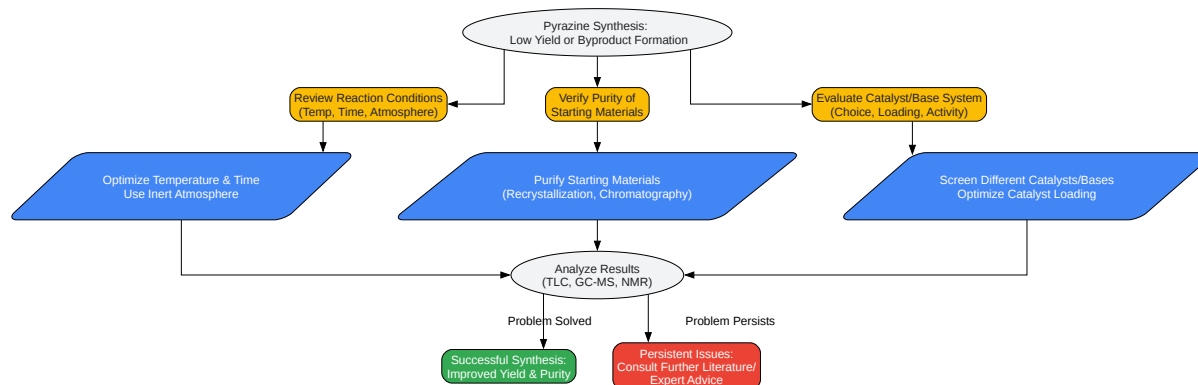 Pyrazine Synthesis:
Low Yield or Byproduct Formation
Review Reaction Conditions
(Temp, Time, Atmosphere)
Verify Purity of
Starting Materials
Evaluate Catalyst/Base System
(Choice, Loading, Activity)
Optimize Temperature & Time
Use Inert Atmosphere
Purify Starting Materials
(Recrystallization, Chromatography)
Screen Different Catalysts/Bases
Optimize Catalyst Loading
Analyze Results
(TLC, GC-MS, NMR)
Problem Solved
Problem Persists
Successful Synthesis:
Improved Yield & Purity
Persistent Issues:
Consult Further Literature/
Expert Advice